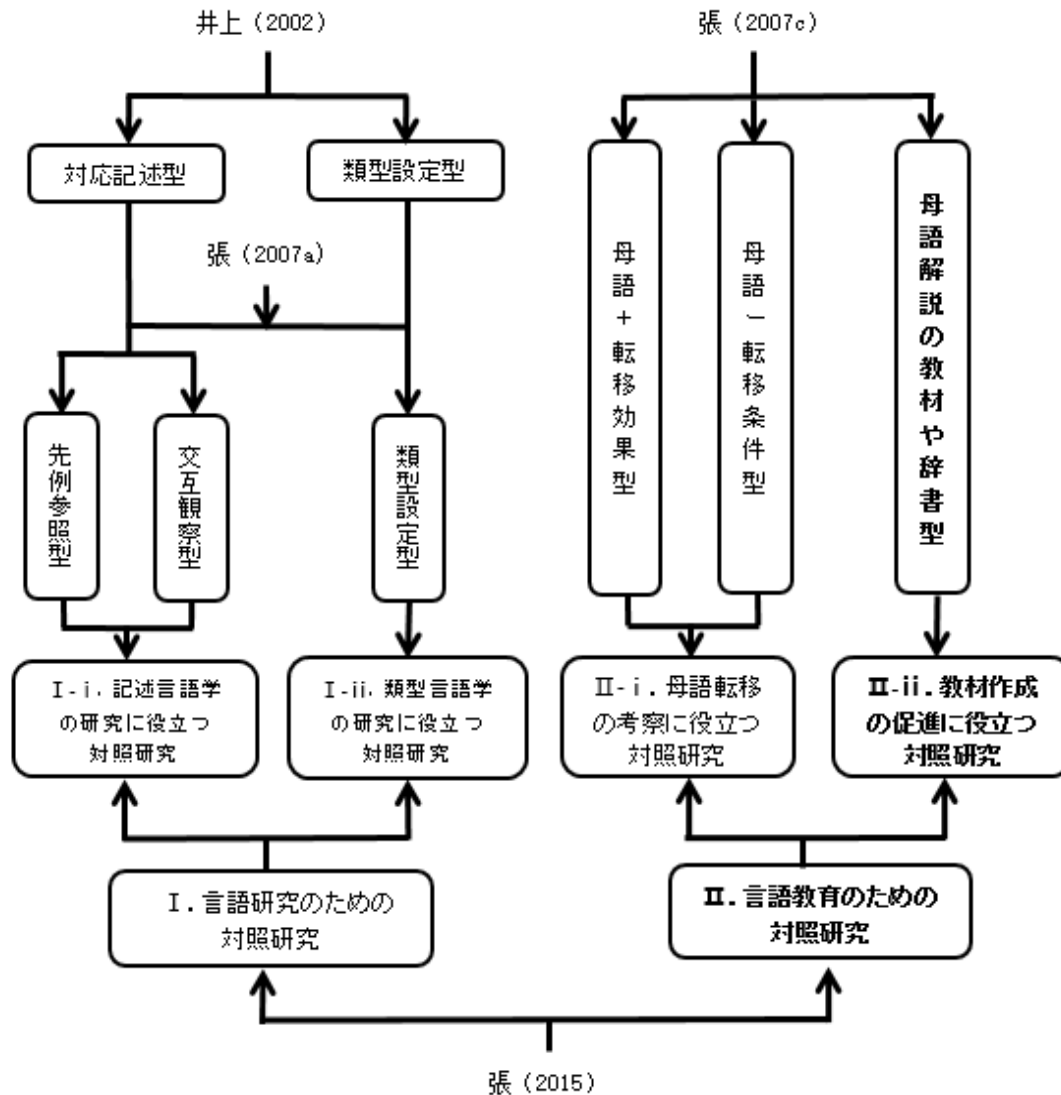 井上（2002）
張（2007c）
対応記述型
類型設定型
張（2007a）
母語＋転移効果型
母語－転移条件型
母語解説の教材や辞書型
先例参照型
交互観察型
類型設定型
Ⅰ-ⅰ．記述言語学
の研究に役立つ
対照研究
Ⅰ-ⅱ．類型言語学
の研究に役立つ
対照研究
Ⅱ-ⅰ．母語転移
の考察に役立つ
対照研究
Ⅱ-ⅱ．教材作成
の促進に役立つ
対照研究
Ⅰ．言語研究のための
対照研究
Ⅱ．言語教育のための
対照研究
張（2015）